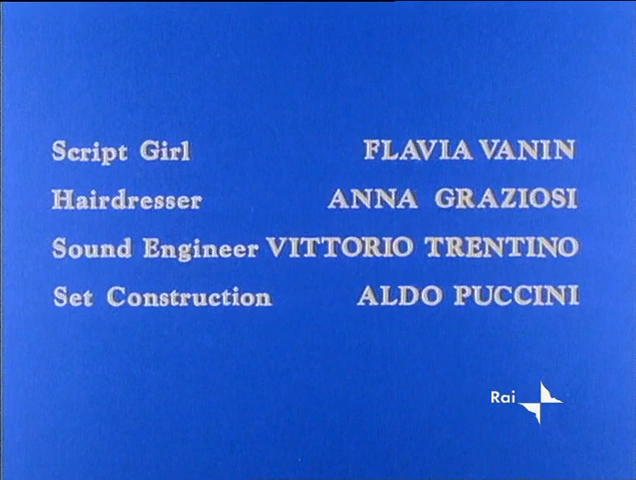 Script Girl FLAVIA VANIN
Hairdresser ANNA GRAZIOSI
Sound Engineer VITTORIO TRENTINO
Set Construction ALDO PUCCINI
Rai